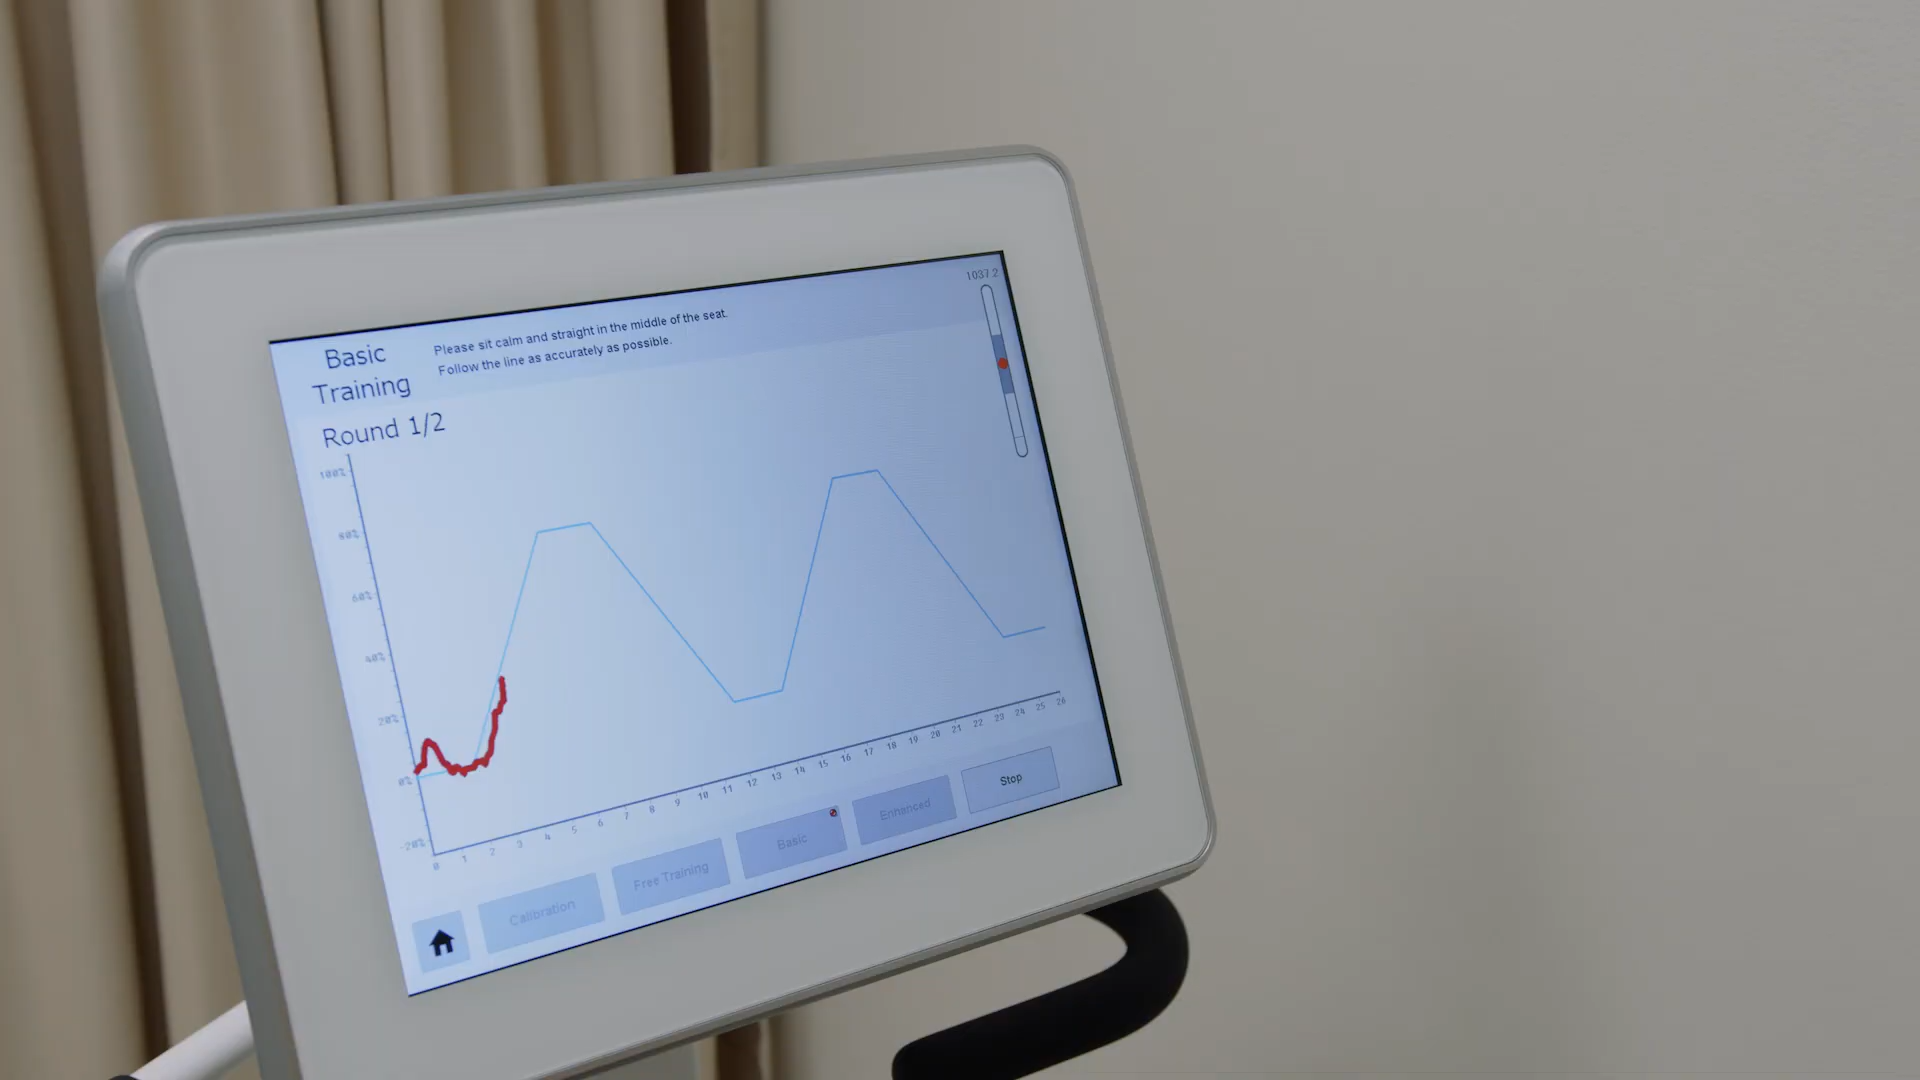 1037.2
Basic
Training
Please sit calm and straight in the middle of the seat.
Follow the line as accurately as possible.
Round 1/2
100%
80%
60%
40%
20%
0%
-20%
0 1 2 3 4 5 6 7 8 9 10 11 12 13 14 15 16 17 18 19 20 21 22 23 24 25 26
Calibration
Free Training
Basic
Enhanced
Stop